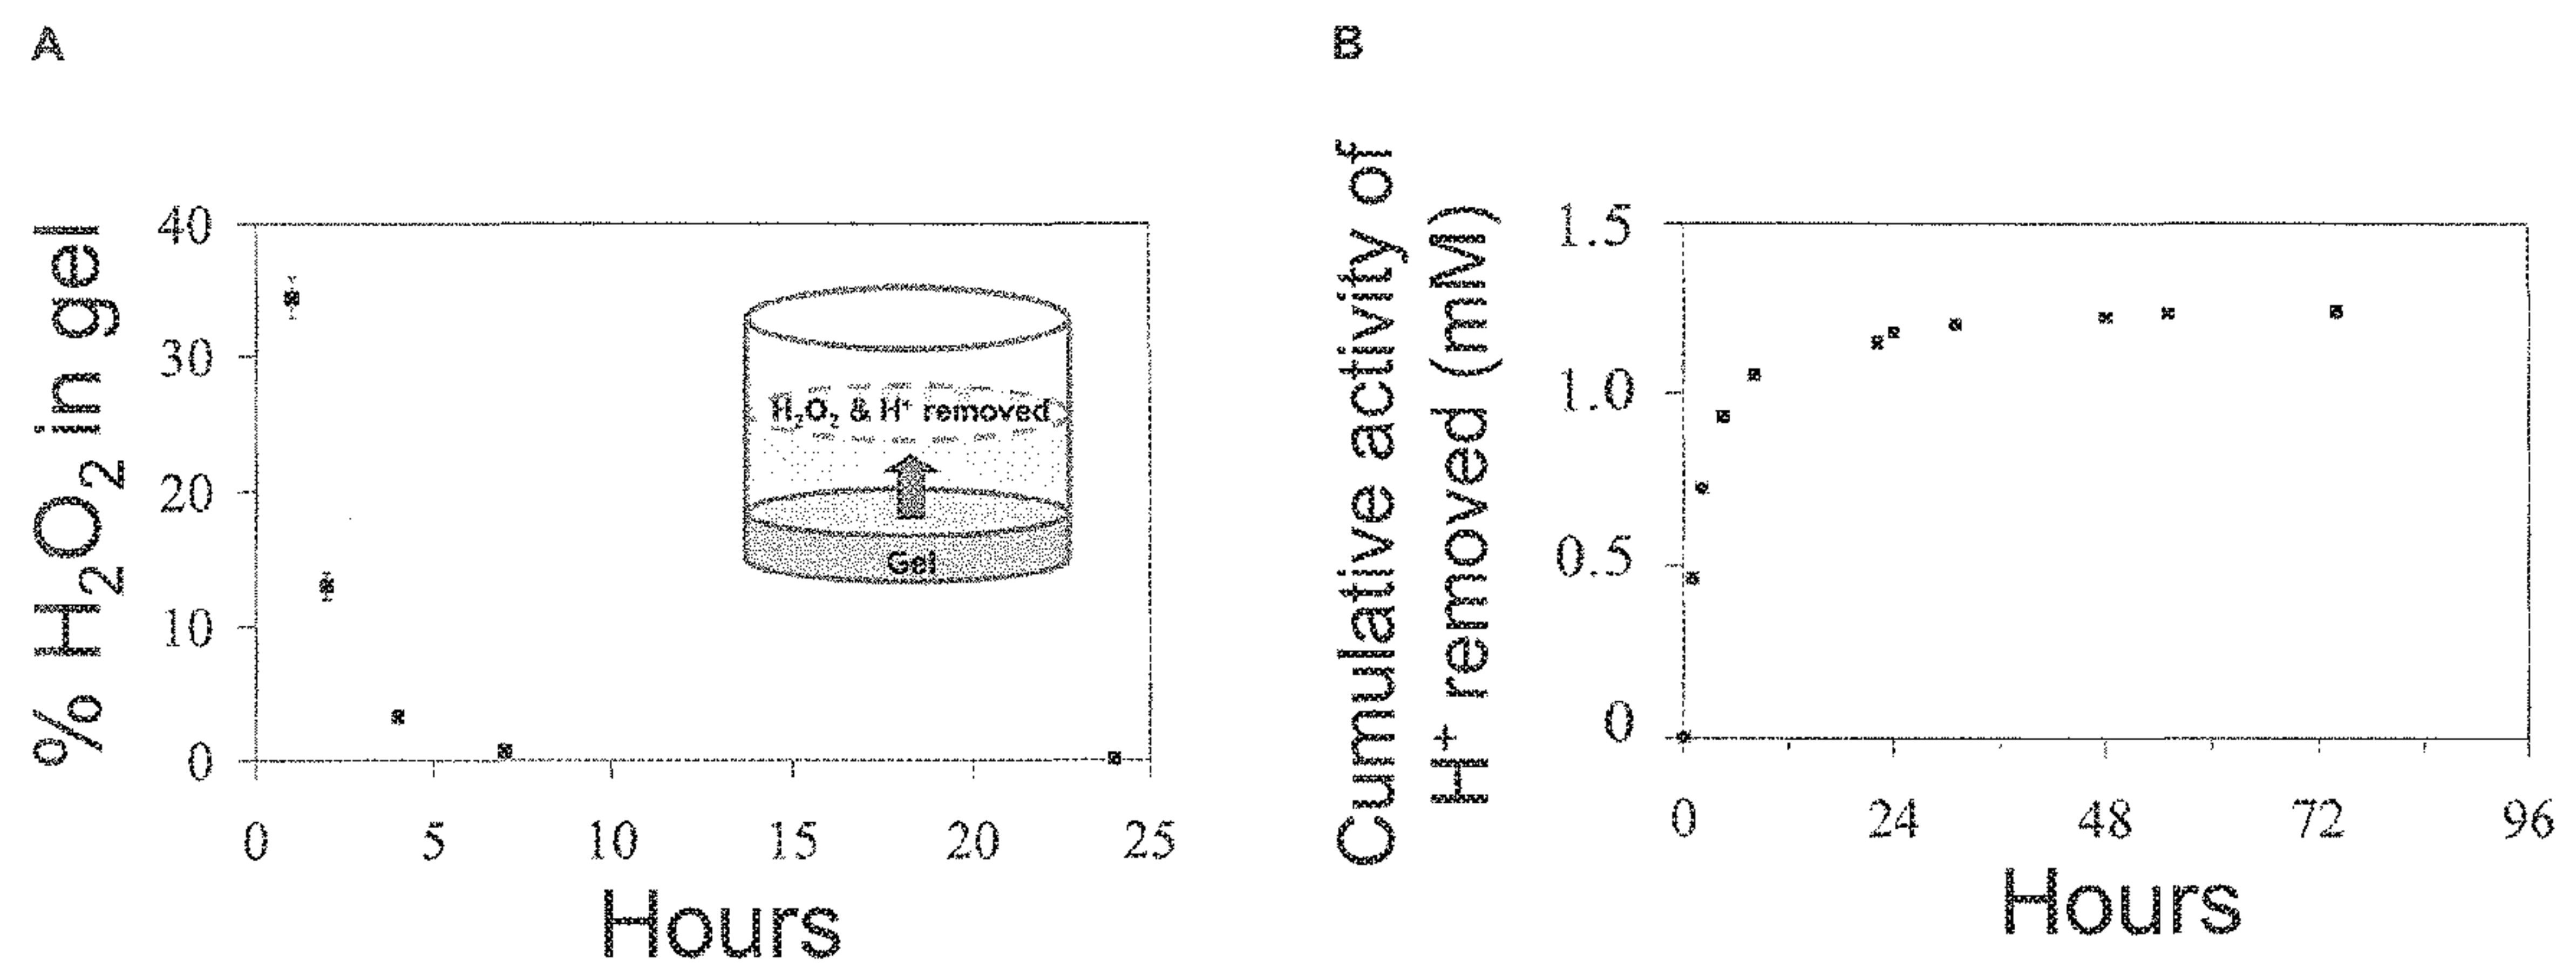 A
% H₂O₂ in gel
40
30
20
10
0
H₂O₂ & H⁺ removed
Gel
0 5 10 15 20 25
Hours
B
Cumulative activity of
H⁺ removed (mM)
1.5
1.0
0.5
0
0 24 48 72 96
Hours